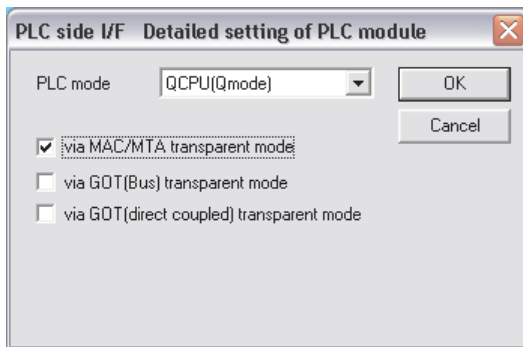 PLC side I/F Detailed setting of PLC module
PLC mode QCPU(Qmode) OK
Cancel
via MAC/MTA transparent mode
via GOT(Bus) transparent mode
via GOT(direct coupled) transparent mode